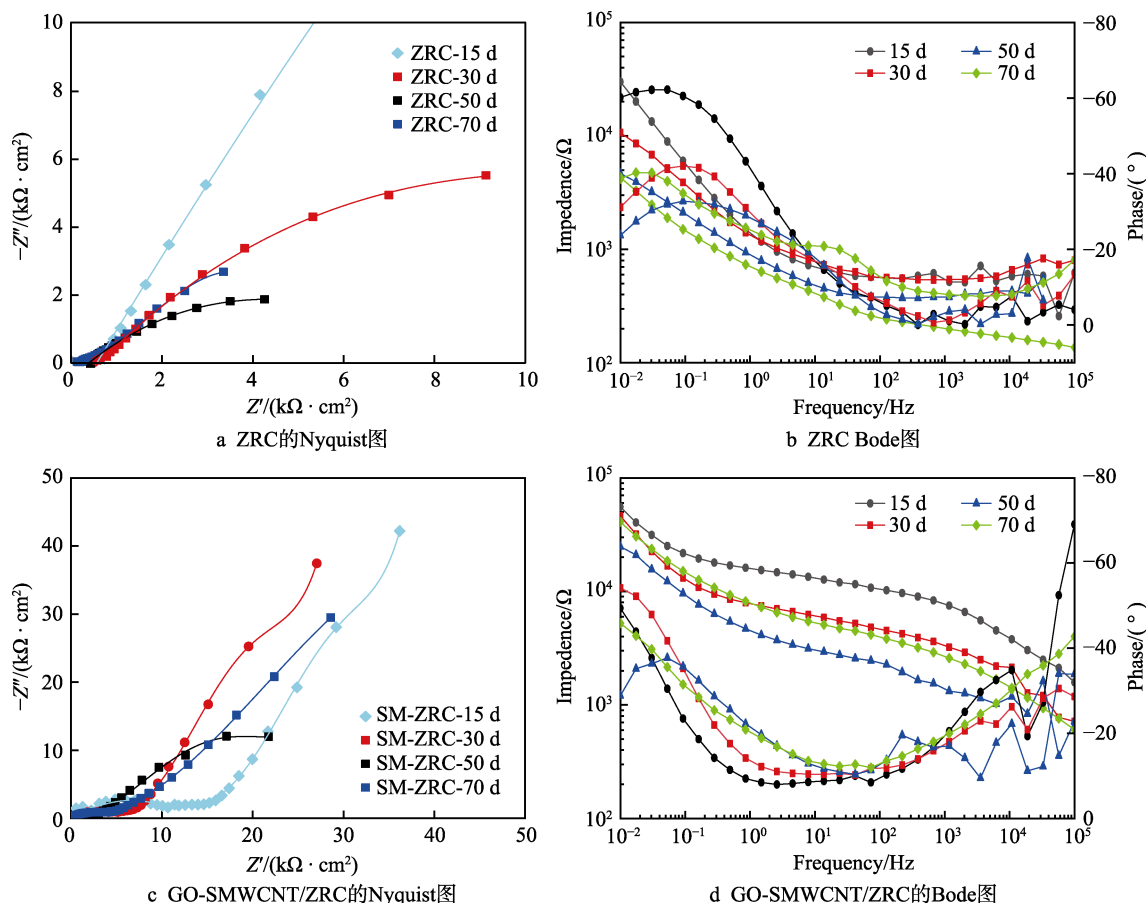 10
8
6
4
2
0
−Z″/(kΩ · cm²)
ZRC-15 d
ZRC-30 d
ZRC-50 d
ZRC-70 d
0 2 4 6 8 10
Z′/(kΩ · cm²)
a ZRC的Nyquist图
10⁵
10⁴
10³
10²
Impedence/Ω
15 d 50 d
30 d 70 d
−80
−60
−40
−20
0
Phase/(°)
10⁻² 10⁻¹ 10⁰ 10¹ 10² 10³ 10⁴ 10⁵
Frequency/Hz
b ZRC Bode图
50
40
30
20
10
0
−Z″/(kΩ · cm²)
SM-ZRC-15 d
SM-ZRC-30 d
SM-ZRC-50 d
SM-ZRC-70 d
0 10 20 30 40 50
Z′/(kΩ · cm²)
c GO-SMWCNT/ZRC的Nyquist图
10⁵
10⁴
10³
10²
Impedence/Ω
15 d 50 d
30 d 70 d
−80
−60
−40
−20
0
Phase/(°)
10⁻² 10⁻¹ 10⁰ 10¹ 10² 10³ 10⁴ 10⁵
Frequency/Hz
d GO-SMWCNT/ZRC的Bode图